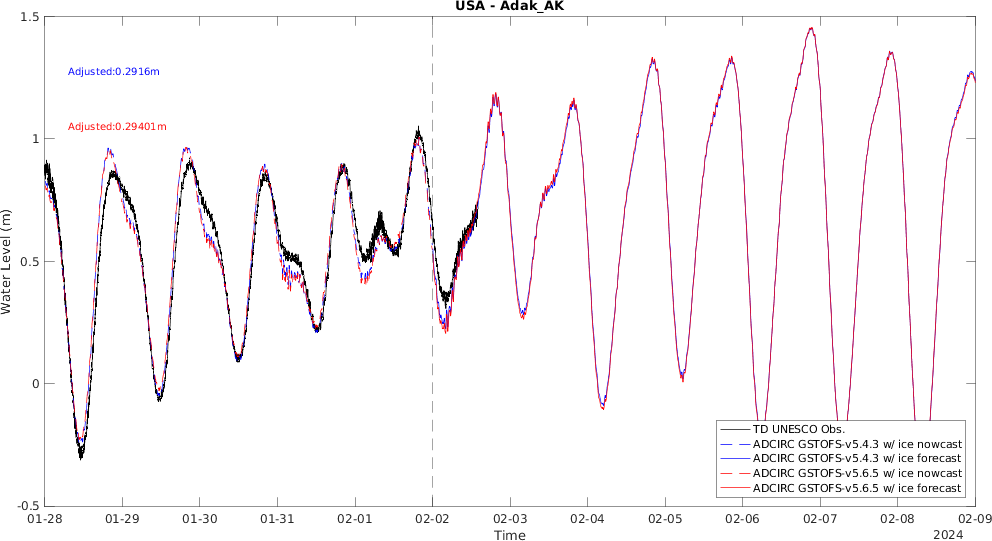 USA - Adak_AK
1.5
Adjusted:0.2916m
Adjusted:0.29401m
1
0.5
0
-0.5
Water Level (m)
TD UNESCO Obs.
ADCIRC GSTOFS-v5.4.3 w/ ice nowcast
ADCIRC GSTOFS-v5.4.3 w/ ice forecast
ADCIRC GSTOFS-v5.6.5 w/ ice nowcast
ADCIRC GSTOFS-v5.6.5 w/ ice forecast
01-28 01-29 01-30 01-31 02-01 02-02 02-03 02-04 02-05 02-06 02-07 02-08 02-09
Time
2024